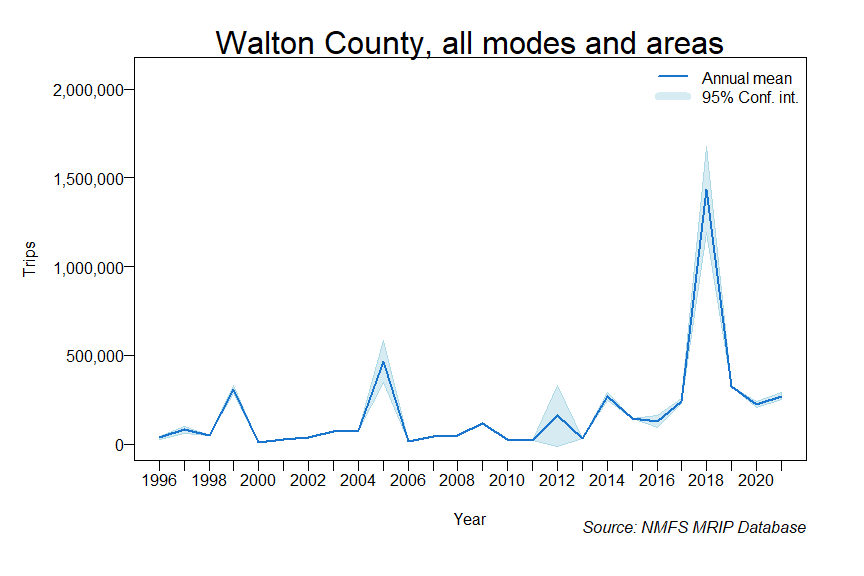 Walton County, all modes and areas
Annual mean
95% Conf. int.
2,000,000
1,500,000
1,000,000
500,000
0
Trips
1996 1998 2000 2002 2004 2006 2008 2010 2012 2014 2016 2018 2020
Year
Source: NMFS MRIP Database